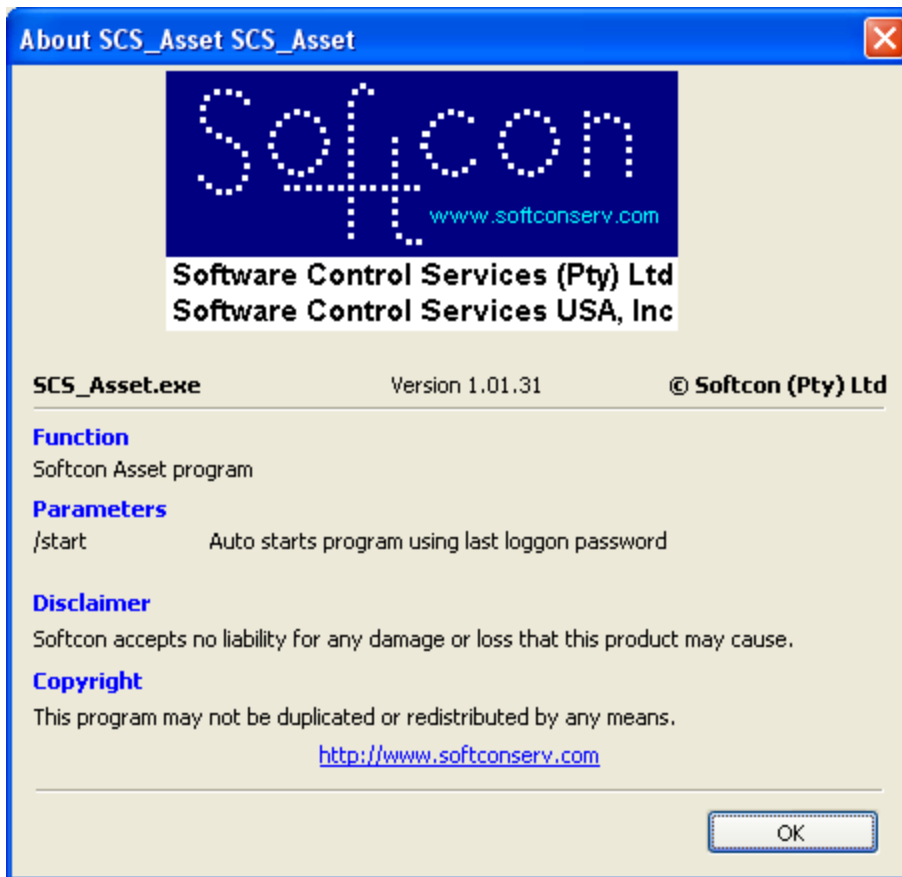 About SCS_Asset SCS_Asset
Softcon
www.softconserv.com
Software Control Services (Pty) Ltd
Software Control Services USA, Inc
SCS_Asset.exe Version 1.01.31 © Softcon (Pty) Ltd
Function
Softcon Asset program
Parameters
/start Auto starts program using last loggon password
Disclaimer
Softcon accepts no liability for any damage or loss that this product may cause.
Copyright
This program may not be duplicated or redistributed by any means.
http://www.softconserv.com
OK